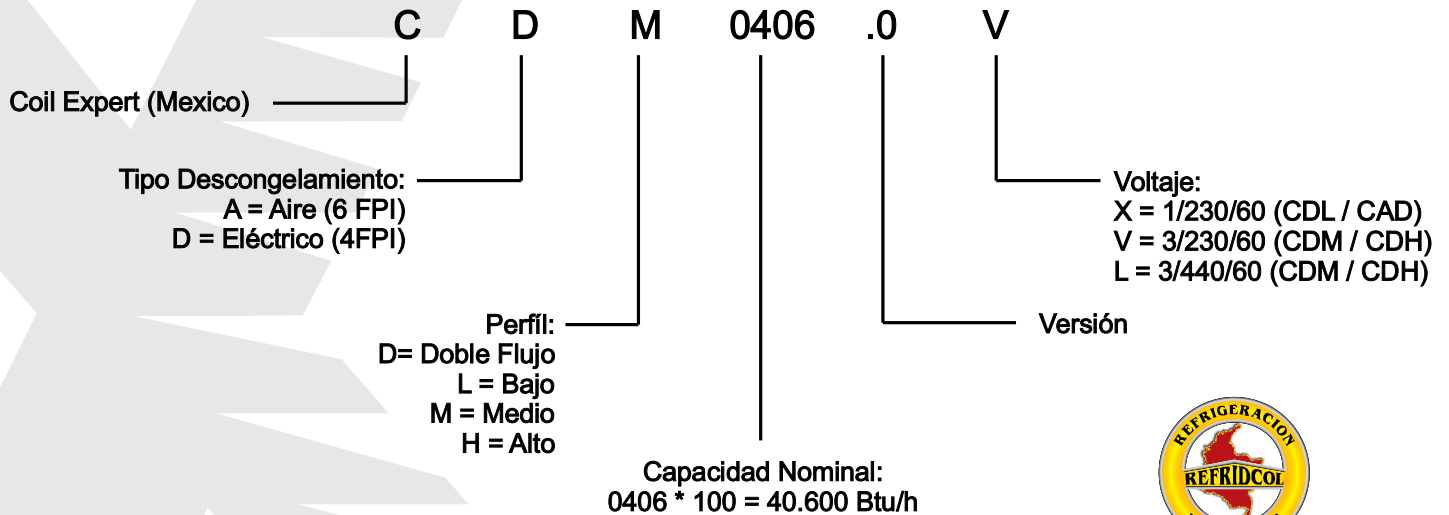 C D M 0406 .0 V
Coil Expert (Mexico)
Tipo Descongelamiento:
A = Aire (6 FPI)
D = Eléctrico (4FPI)
Voltaje:
X = 1/230/60 (CDL / CAD)
V = 3/230/60 (CDM / CDH)
L = 3/440/60 (CDM / CDH)
Perfíl:
D= Doble Flujo
L = Bajo
M = Medio
H = Alto
Versión
Capacidad Nominal:
0406 * 100 = 40.600 Btu/h
REFRIGERACION
REFRIDCOL